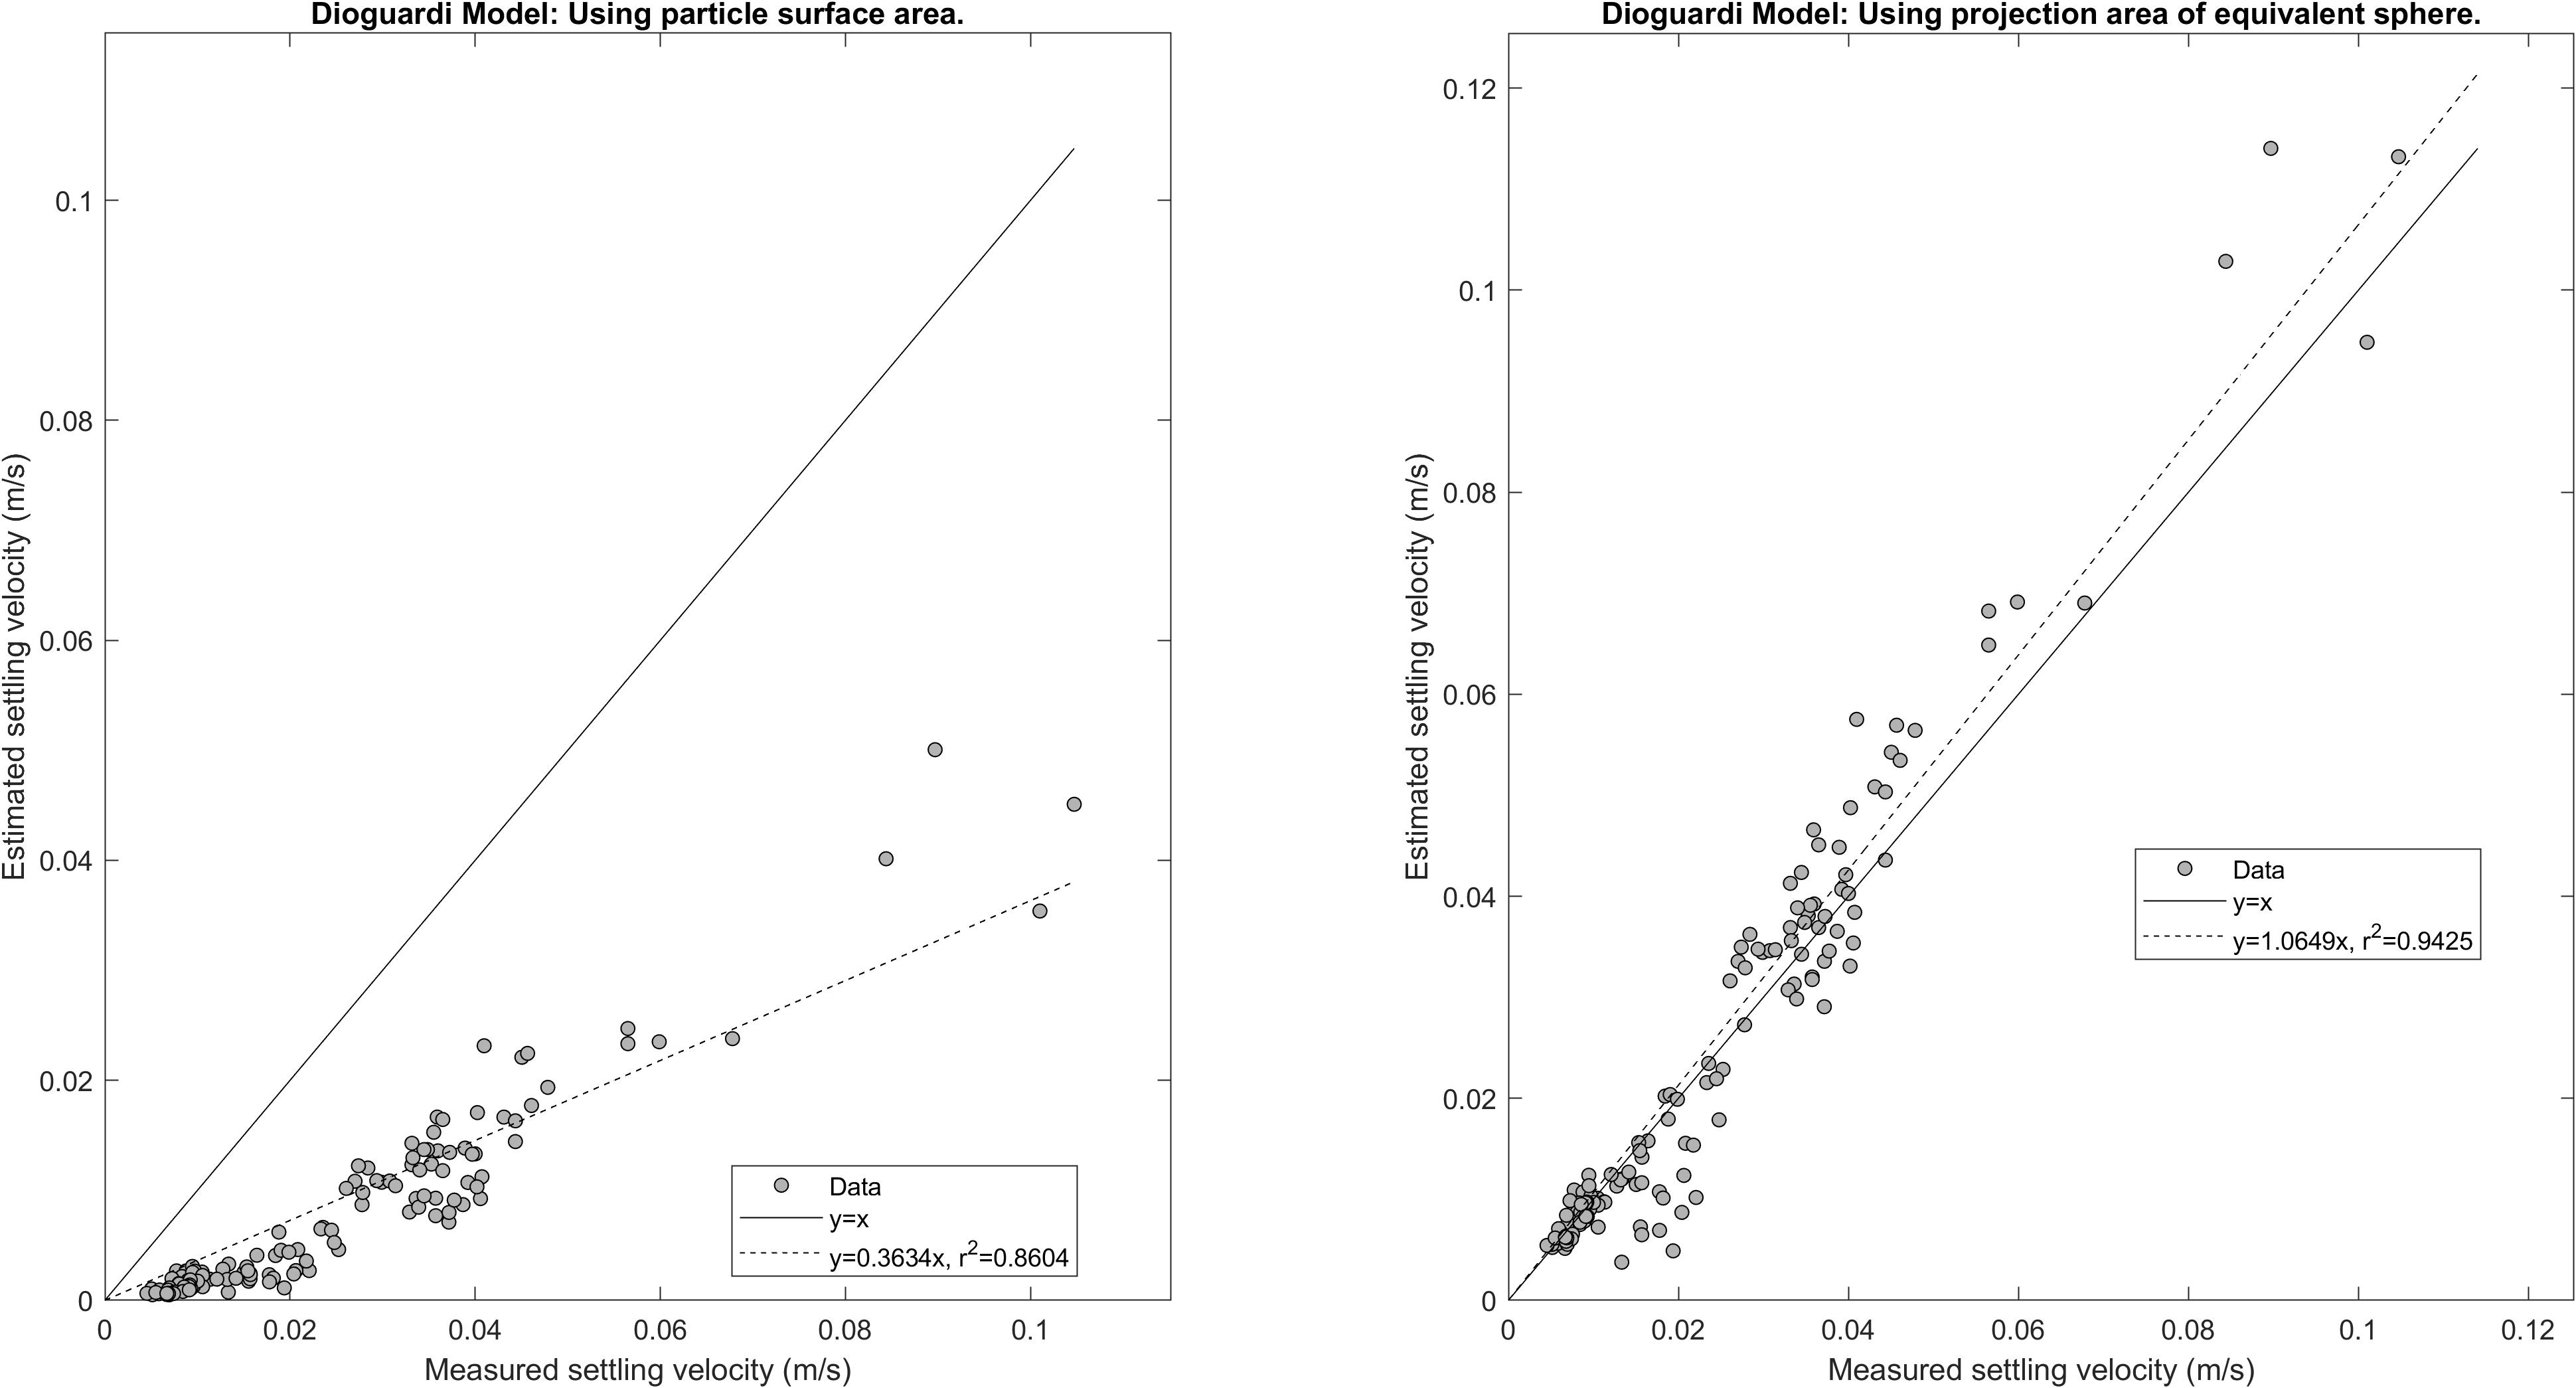 Dioguardi Model: Using particle surface area.
Estimated settling velocity (m/s)
0.1
0.08
0.06
0.04
0.02
0
0 0.02 0.04 0.06 0.08 0.1
Measured settling velocity (m/s)
Data
y=x
y=0.3634x, r²=0.8604
Dioguardi Model: Using projection area of equivalent sphere.
Estimated settling velocity (m/s)
0.12
0.1
0.08
0.06
0.04
0.02
0
0 0.02 0.04 0.06 0.08 0.1 0.12
Measured settling velocity (m/s)
Data
y=x
y=1.0649x, r²=0.9425